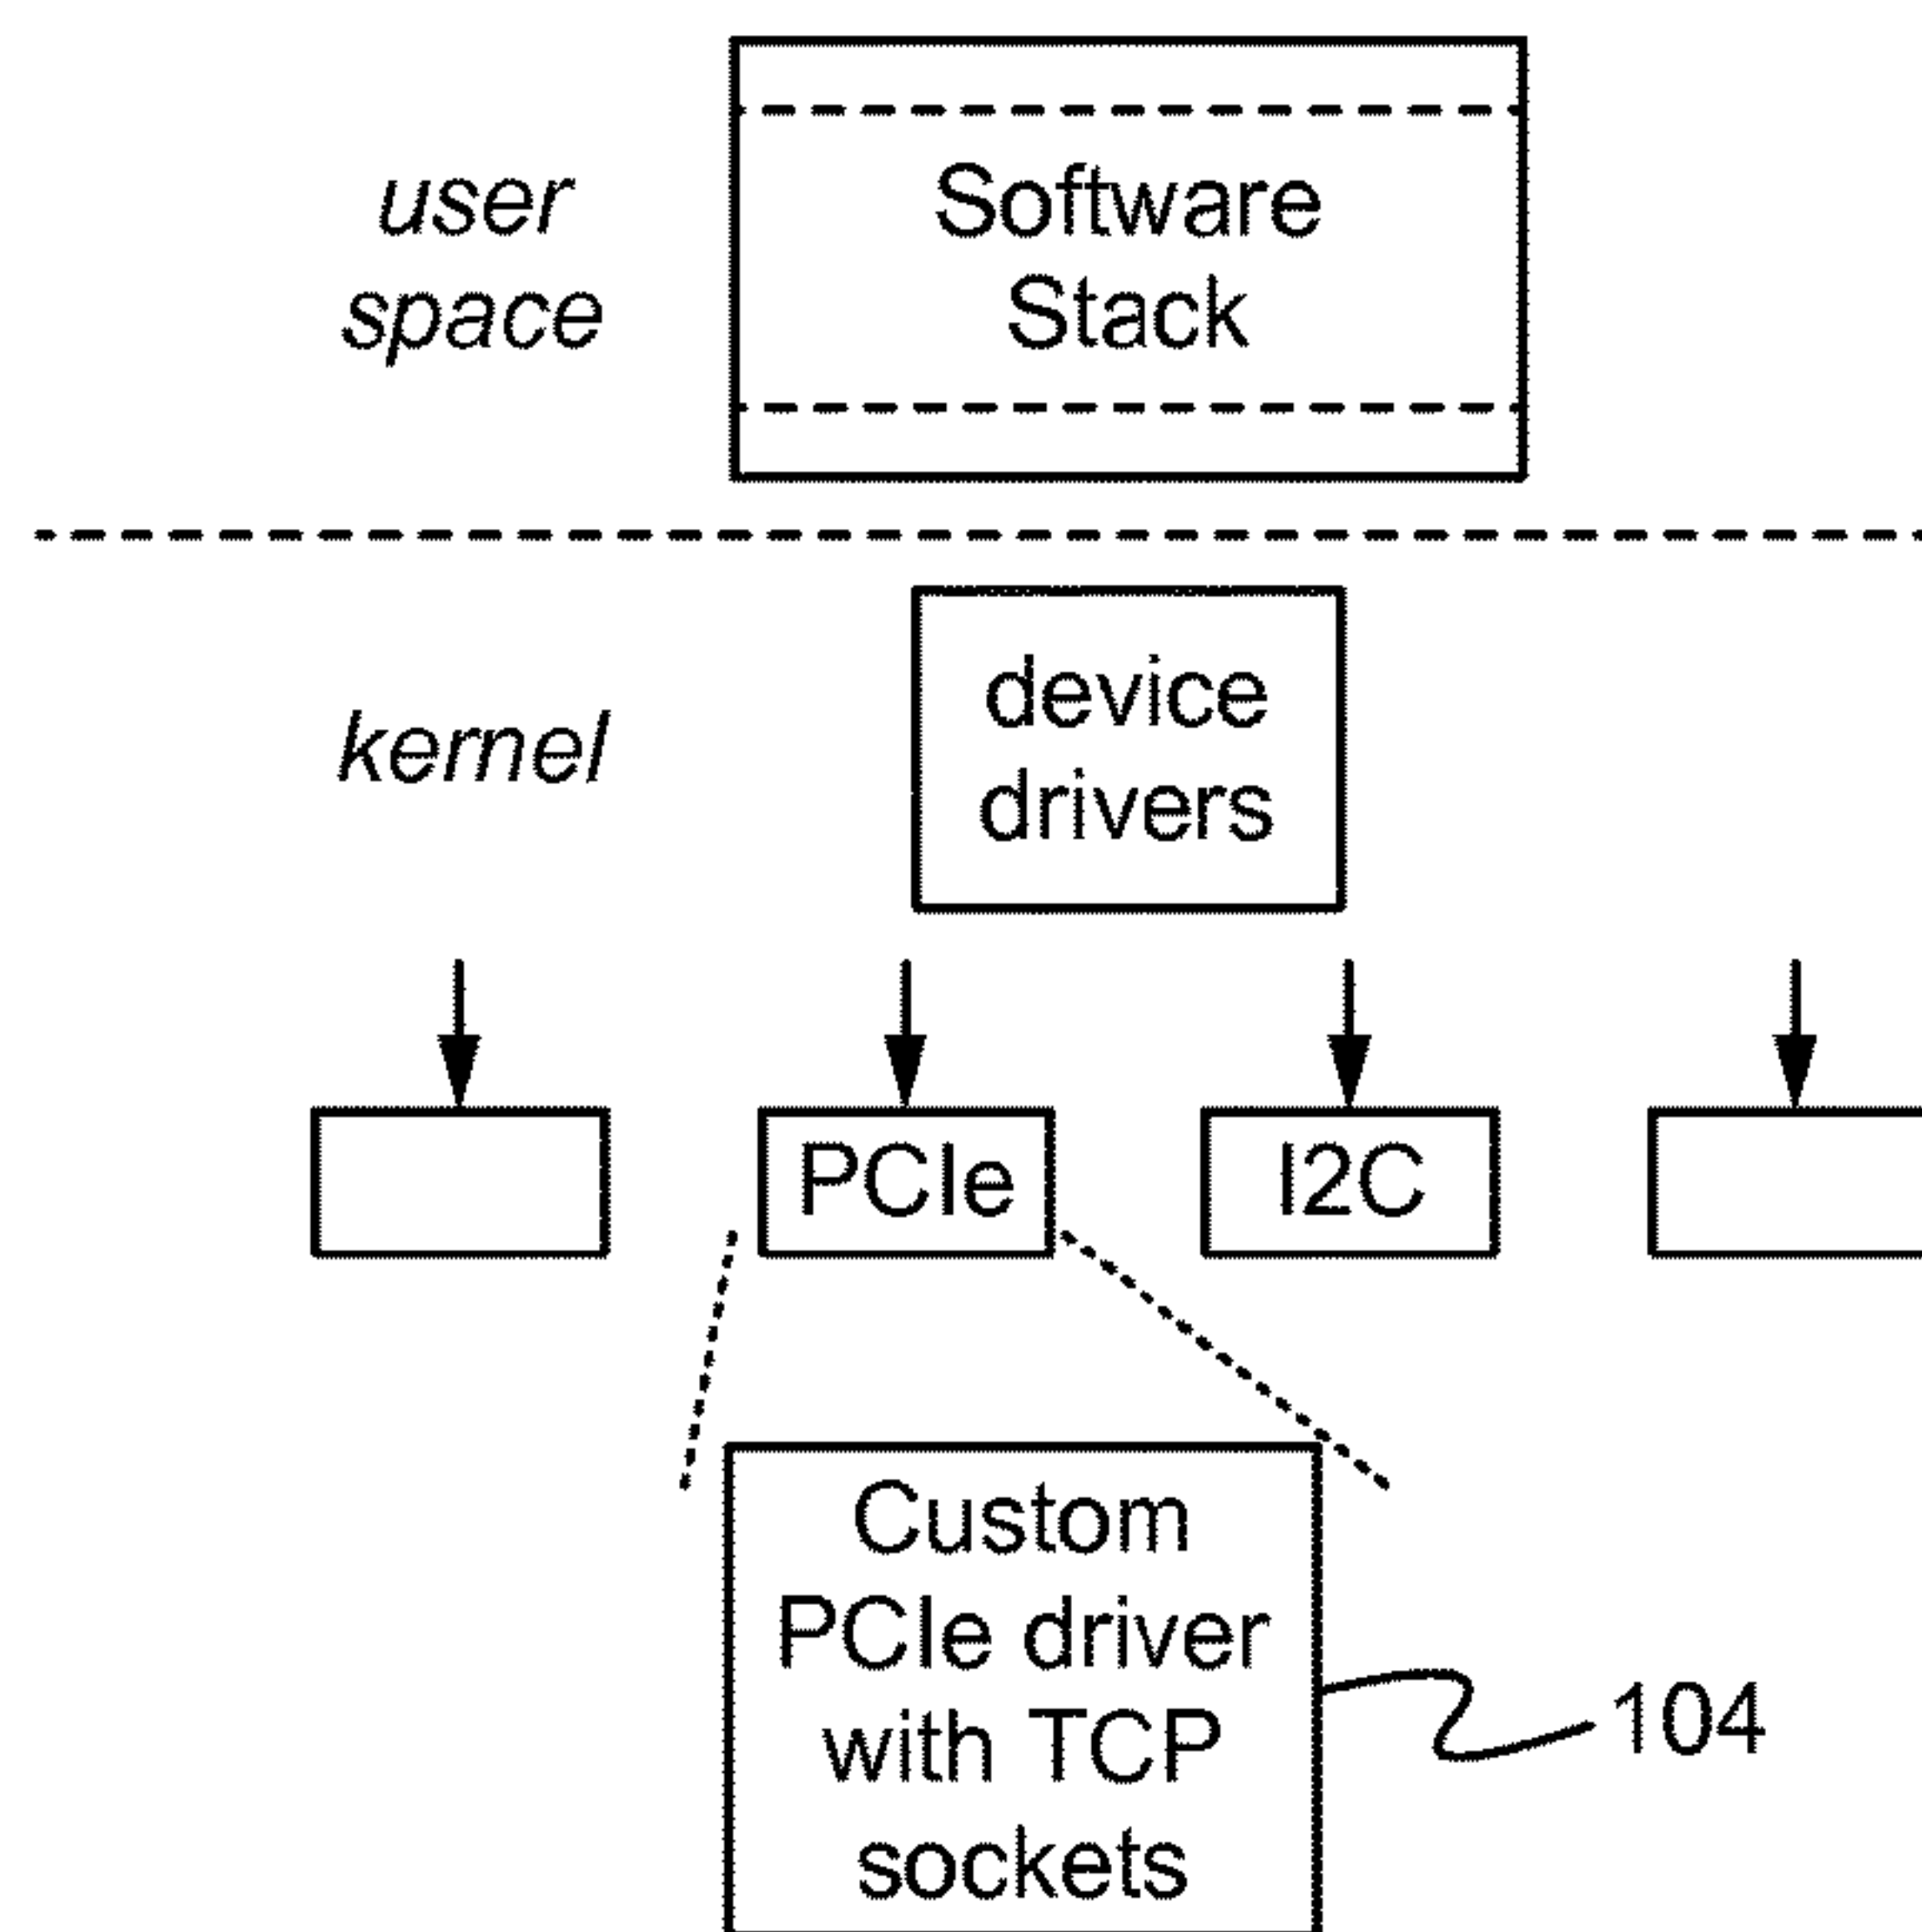 user
space
Software
Stack
kernel
device
drivers
PCIe
I2C
Custom
PCIe driver
with TCP
sockets
104